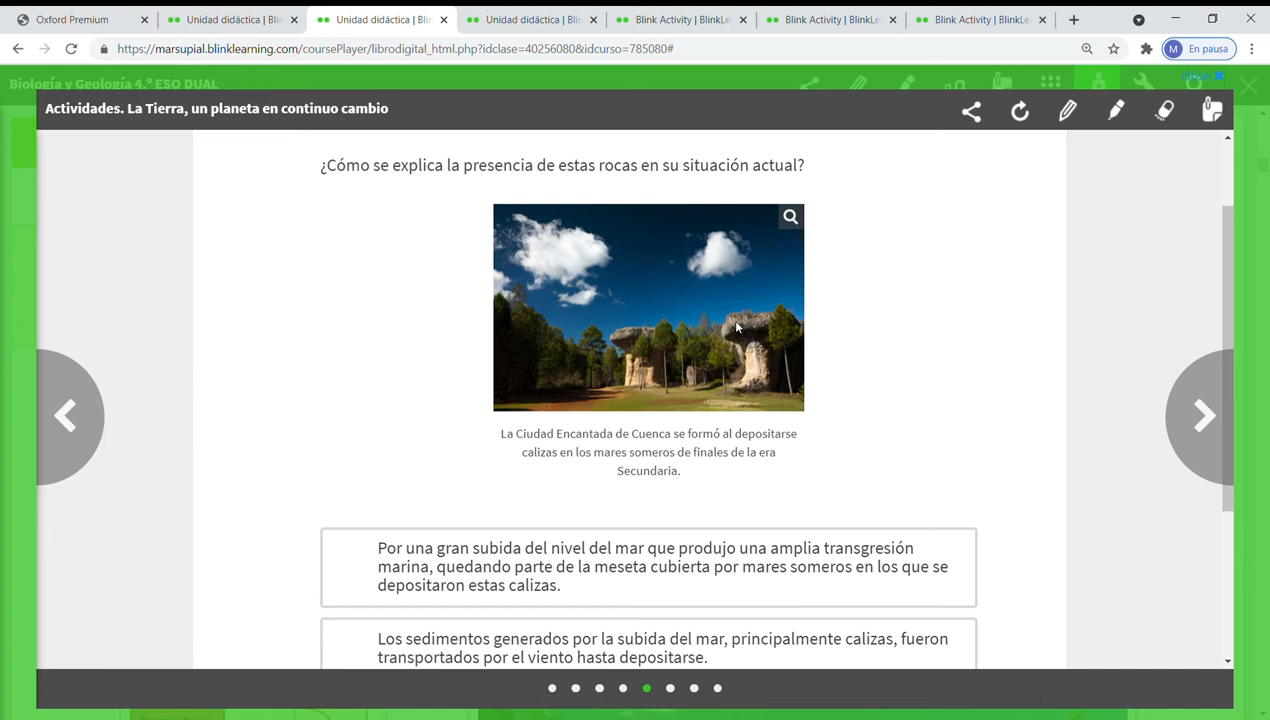 Oxford Premium
Unidad didáctica | Blin
Unidad didáctica | Blin
Unidad didáctica | Blin
Blink Activity | BlinkLe
Blink Activity | BlinkLe
Blink Activity | BlinkLe
https://marsupial.blinklearning.com/coursePlayer/librodigital_html.php?idclase=40256080&idcurso=785080#
M
En pausa
Biología y Geología 4.º ESO DUAL
close
Actividades. La Tierra, un planeta en continuo cambio
¿Cómo se explica la presencia de estas rocas en su situación actual?
La Ciudad Encantada de Cuenca se formó al depositarse
calizas en los mares someros de finales de la era
Secundaria.
Por una gran subida del nivel del mar que produjo una amplia transgresión
marina, quedando parte de la meseta cubierta por mares someros en los que se
depositaron estas calizas.
Los sedimentos generados por la subida del mar, principalmente calizas, fueron
transportados por el viento hasta depositarse.